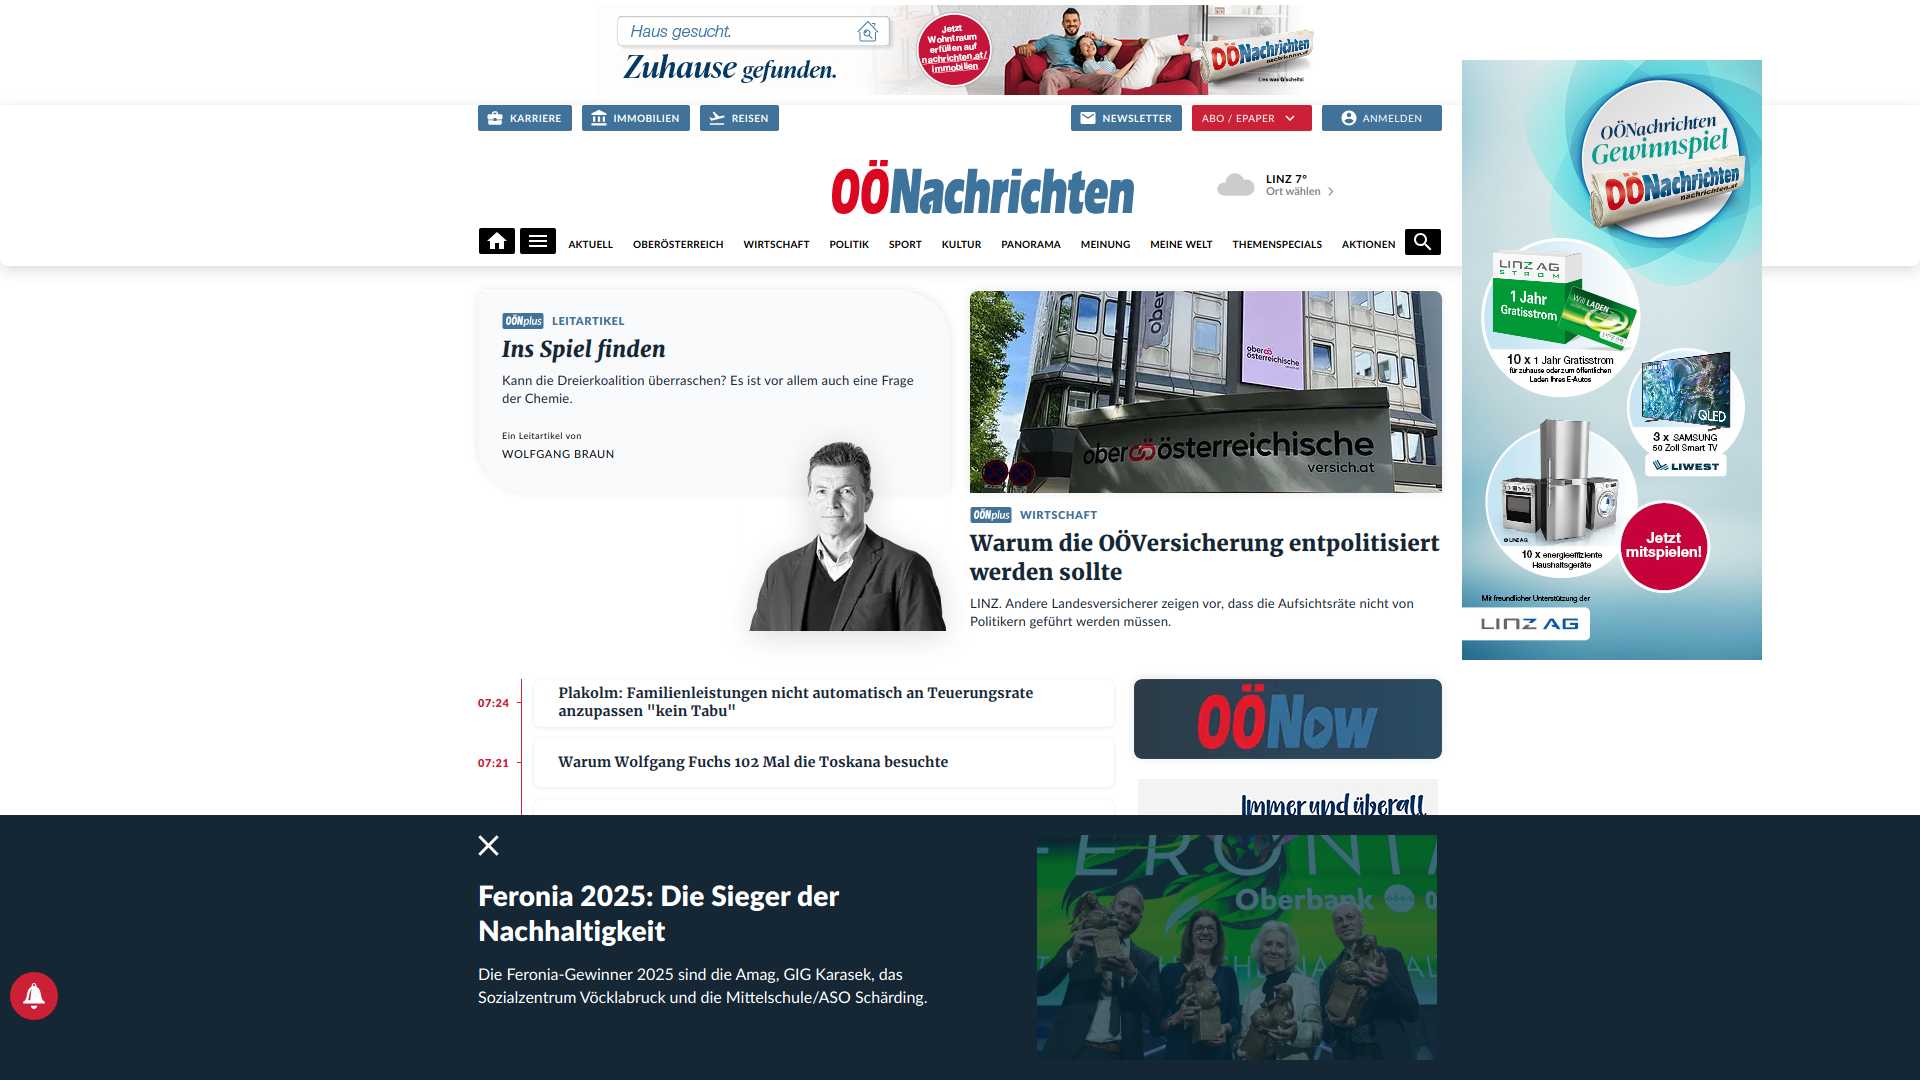 Haus gesucht.
Zuhause gefunden.
Jetzt
Wohntraum
erfüllen auf
nachrichten.at/
immobilien
OÖNachrichten
KARRIERE
IMMOBILIEN
REISEN
NEWSLETTER
ABO / EPAPER
ANMELDEN
OÖNachrichten
LINZ 7°
Ort wählen
AKTUELL
OBERÖSTERREICH
WIRTSCHAFT
POLITIK
SPORT
KULTUR
PANORAMA
MEINUNG
MEINE WELT
THEMENSPECIALS
AKTIONEN
OÖNplus LEITARTIKEL
Ins Spiel finden
Kann die Dreierkoalition überraschen? Es ist vor allem auch eine Frage
der Chemie.
Ein Leitartikel von
WOLFGANG BRAUN
ober
österreichische
oberösterreichische
versich.at
OÖNplus WIRTSCHAFT
Warum die OÖVersicherung entpolitisiert
werden sollte
LINZ. Andere Landesversicherer zeigen vor, dass die Aufsichtsräte nicht von
Politikern geführt werden müssen.
OÖNachrichten
Gewinnspiel
OÖNachrichten
nachrichten.at
LINZ AG
STROM
1 Jahr
Gratisstrom
Will LADEN
10 x 1 Jahr Gratisstrom
für zuhause oder zum öffentlichen
Laden Ihres E-Autos
QLED
3 x SAMSUNG
50 Zoll Smart TV
LIWEST
© LINZ AG
10 x energieeffiziente
Haushaltsgeräte
Jetzt
mitspielen!
Mit freundlicher Unterstützung der
LINZ AG
07:24
Plakolm: Familienleistungen nicht automatisch an Teuerungsrate
anzupassen "kein Tabu"
07:21
Warum Wolfgang Fuchs 102 Mal die Toskana besuchte
OÖNow
Immer und überall
Feronia 2025: Die Sieger der
Nachhaltigkeit
Die Feronia-Gewinner 2025 sind die Amag, GIG Karasek, das
Sozialzentrum Vöcklabruck und die Mittelschule/ASO Schärding.
FERONIA
Oberbank